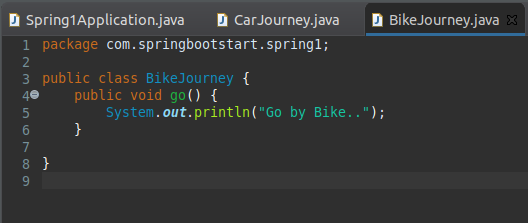 Spring1Application.java CarJourney.java BikeJourney.java
1 package com.springbootstart.spring1;
2
3 public class BikeJourney {
4 public void go() {
5 System.out.println("Go by Bike..");
6 }
7
8 }
9